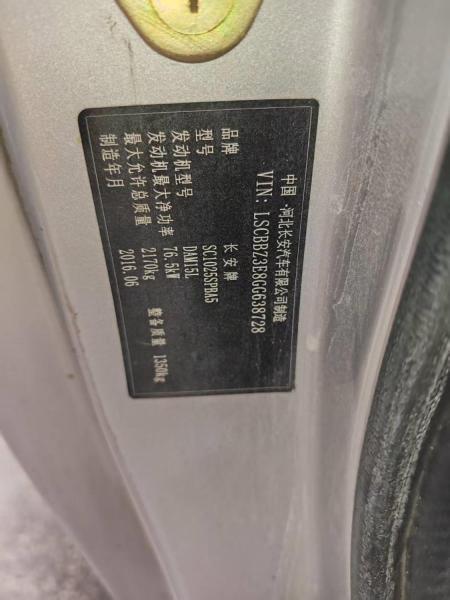 中国·河北长安汽车有限公司制造
VIN: LSCBBZ3E8GG638728
品牌 长安牌
型号 SC1025SPBA5
发动机型号 DAM15L
发动机最大净功率 76.5kW
最大允许总质量 2170kg 整备质量 1350kg
制造年月 2016.06